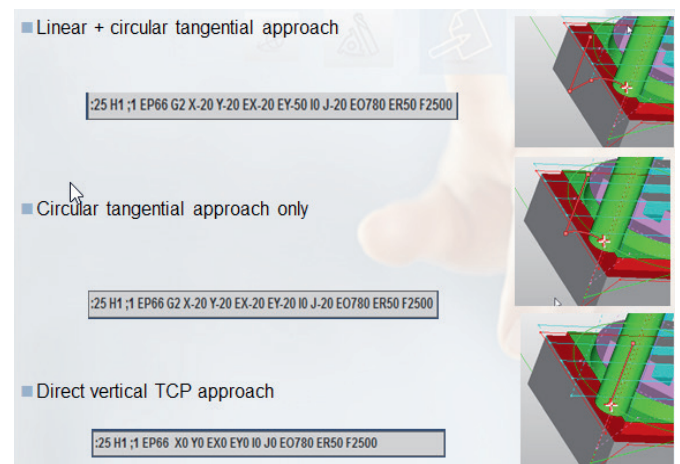 Linear + circular tangential approach
:25 H1 ;1 EP66 G2 X-20 Y-20 EX-20 EY-50 I0 J-20 EO780 ER50 F2500
Circular tangential approach only
:25 H1 ;1 EP66 G2 X-20 Y-20 EX-20 EY-20 I0 J-20 EO780 ER50 F2500
Direct vertical TCP approach
:25 H1 ;1 EP66 X0 Y0 EX0 EY0 I0 J0 EO780 ER50 F2500